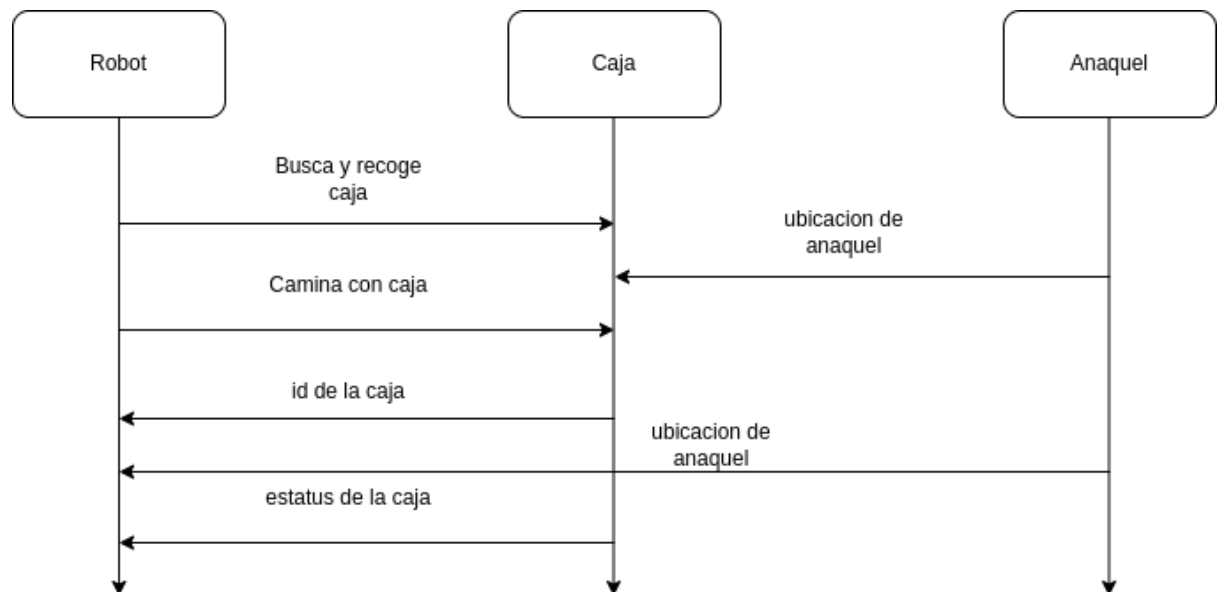 Robot
Caja
Anaquel
Busca y recoge
caja
ubicacion de
anaquel
Camina con caja
id de la caja
ubicacion de
anaquel
estatus de la caja